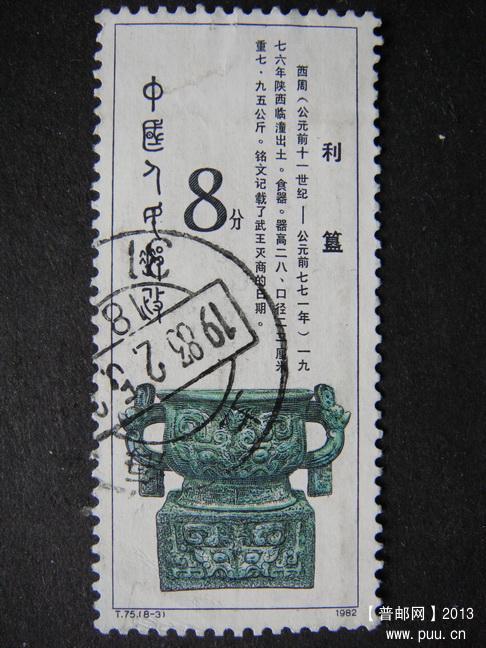 利簋
西周（公元前十一世纪——公元前七七一年）一九
七六年陕西临潼出土。食器。器高二八、口径二二厘米，
重七·九五公斤。铭文记载了武王灭商的日期。
8分
中国人民邮政
1983
2
T.75.(8-3)
1982
【普邮网】2013
www.puu.cn